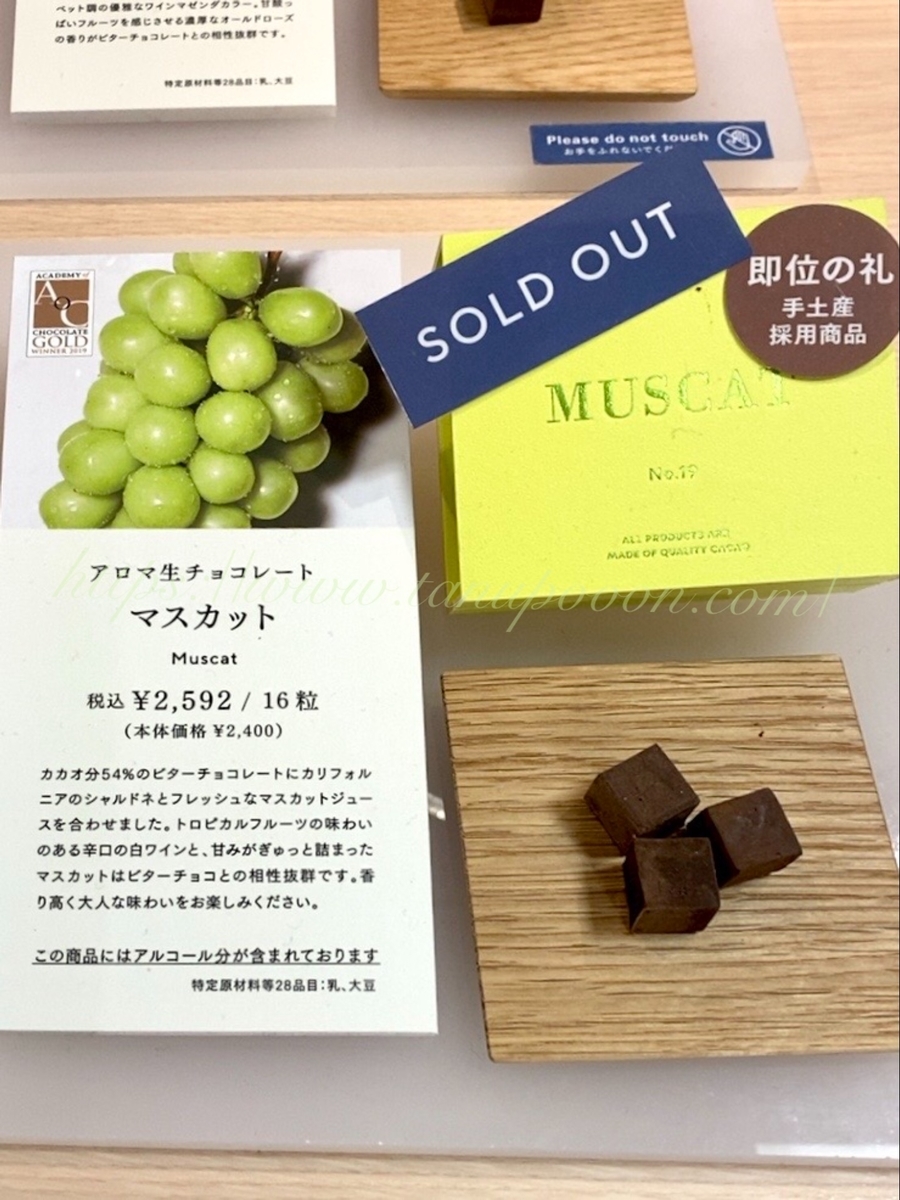 ペット調の優雅なワインマゼンダカラー。甘酸っ
ぱいフルーツを感じさせる濃厚なオールドローズ
の香りがビターチョコレートとの相性抜群です。
特定原材料等28品目:乳、大豆
Please do not touch
お手をふれないでくだ
SOLD OUT
即位の礼
手土産
採用商品
ACADEMY of
AoC
CHOCOLATE
GOLD
WINNER 2019
MUSCAT
No.19
ALL PRODUCTS ARE
MADE OF QUALITY CACAO
アロマ生チョコレート
マスカット
Muscat
税込 ¥2,592 / 16粒
(本体価格 ¥2,400)
カカオ分54%のビターチョコレートにカリフォル
ニアのシャルドネとフレッシュなマスカットジュー
スを合わせました。トロピカルフルーツの味わい
のある辛口の白ワインと、甘みがぎゅっと詰まった
マスカットはビターチョコとの相性抜群です。香
り高く大人な味わいをお楽しみください。
この商品にはアルコール分が含まれております
特定原材料等28品目:乳、大豆